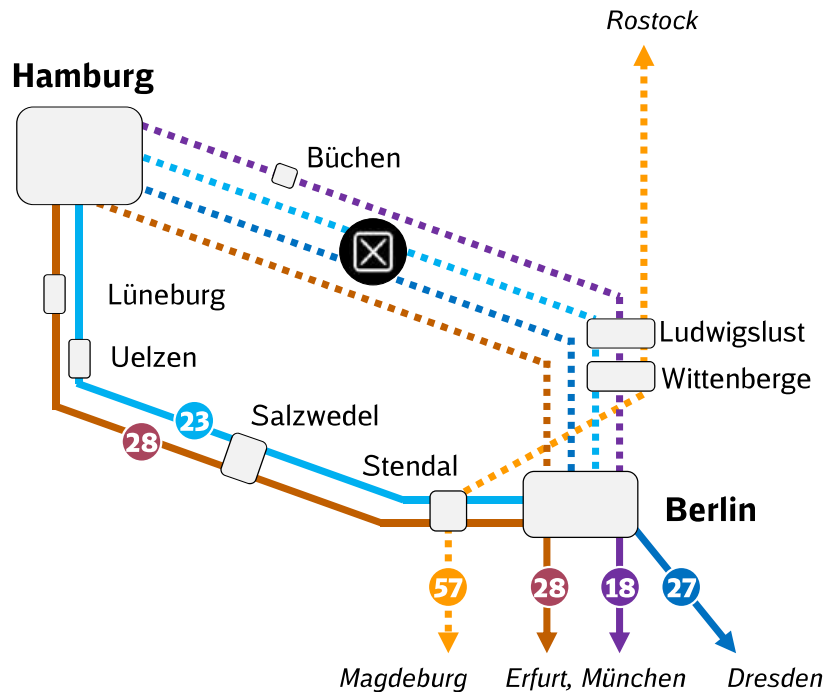 Rostock
Hamburg
Büchen
Lüneburg
Ludwigslust
Uelzen
Wittenberge
Salzwedel
23
28
Stendal
Berlin
57
28
18
27
Magdeburg
Erfurt, München
Dresden